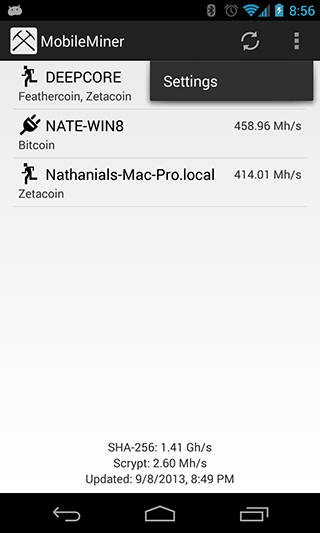 8:56
MobileMiner
Settings
DEEPCORE
Feathercoin, Zetacoin
NATE-WIN8 458.96 Mh/s
Bitcoin
Nathanials-Mac-Pro.local 414.01 Mh/s
Zetacoin
SHA-256: 1.41 Gh/s
Scrypt: 2.60 Mh/s
Updated: 9/8/2013, 8:49 PM